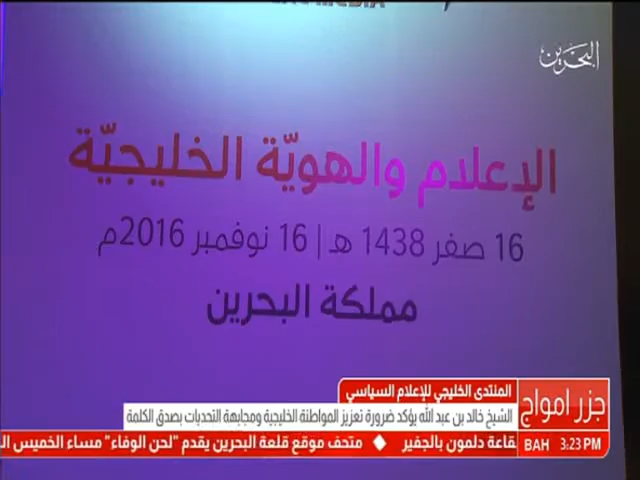 البحرين
الإعلام والهويّة الخليجيّة
16 صفر 1438 هـ | 16 نوفمبر 2016م
مملكة البحرين
المنتدى الخليجي للإعلام السياسي
الشيخ خالد بن عبد الله يؤكد ضرورة تعزيز المواطنة الخليجية ومجابهة التحديات بصدق الكلمة
جزر امواج
قاعة دلمون بالجفير ◆ متحف موقع قلعة البحرين يقدم "لحن الوفاء" مساء الخميس
BAH 3:23 PM